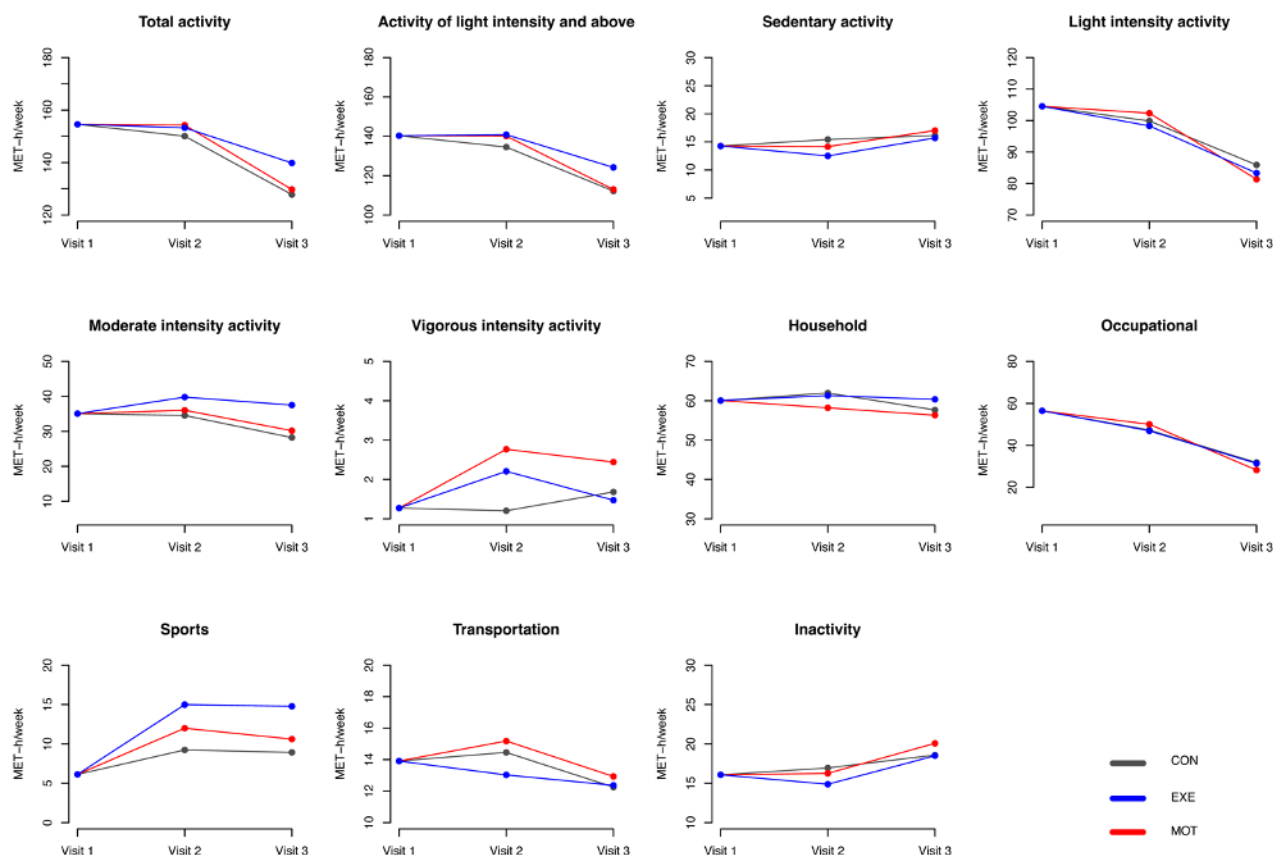 Total activity
Activity of light intensity and above
Sedentary activity
Light intensity activity
MET−h/week
120
140
160
180
Visit 1
Visit 2
Visit 3
MET−h/week
100
120
140
160
180
Visit 1
Visit 2
Visit 3
MET−h/week
5
10
15
20
25
30
Visit 1
Visit 2
Visit 3
MET−h/week
70
80
90
100
110
120
Visit 1
Visit 2
Visit 3
Moderate intensity activity
Vigorous intensity activity
Household
Occupational
MET−h/week
10
20
30
40
50
Visit 1
Visit 2
Visit 3
MET−h/week
1
2
3
4
5
Visit 1
Visit 2
Visit 3
MET−h/week
30
40
50
60
70
Visit 1
Visit 2
Visit 3
MET−h/week
20
40
60
80
Visit 1
Visit 2
Visit 3
Sports
Transportation
Inactivity
MET−h/week
0
5
10
15
20
Visit 1
Visit 2
Visit 3
MET−h/week
10
12
14
16
18
20
Visit 1
Visit 2
Visit 3
MET−h/week
10
15
20
25
30
Visit 1
Visit 2
Visit 3
CON
EXE
MOT